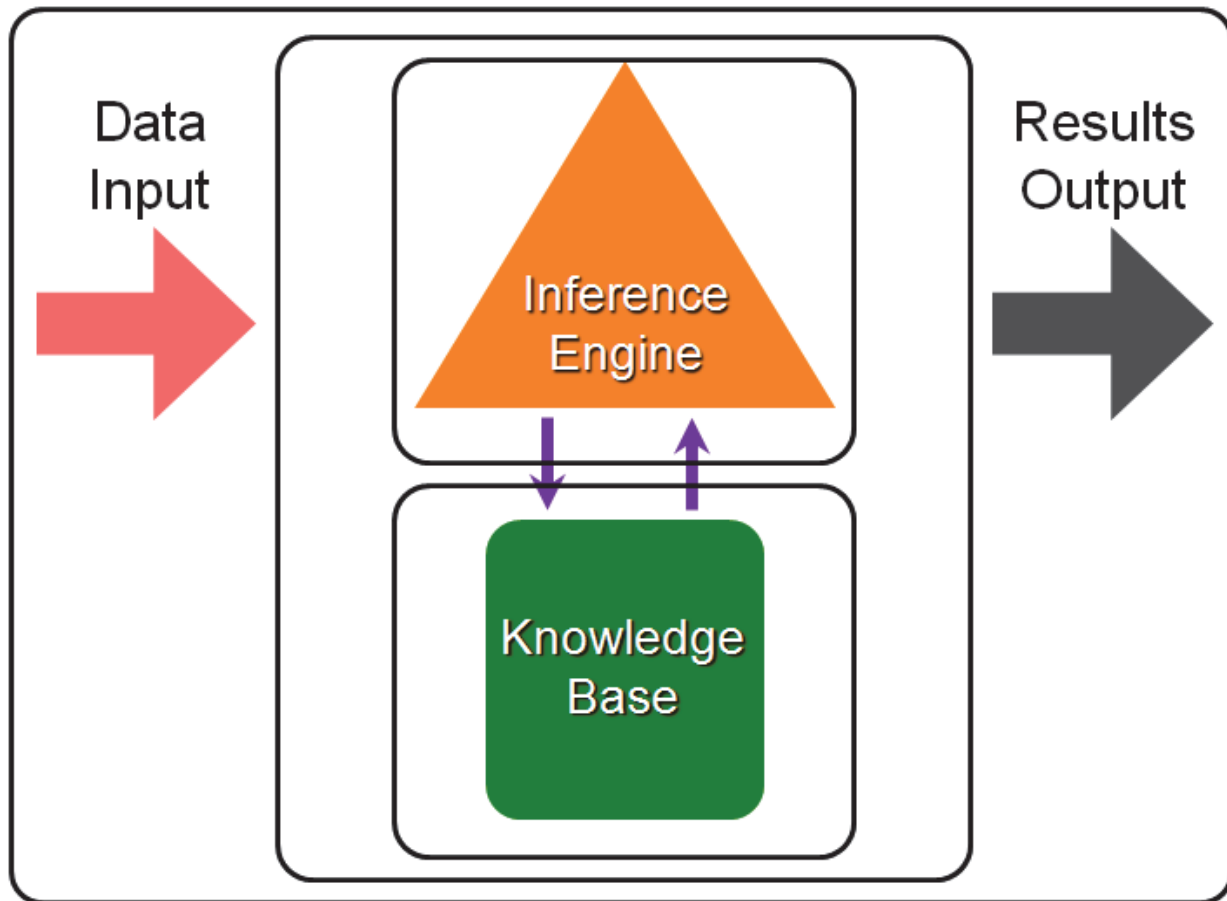 Data
Input
Inference
Engine
Knowledge
Base
Results
Output